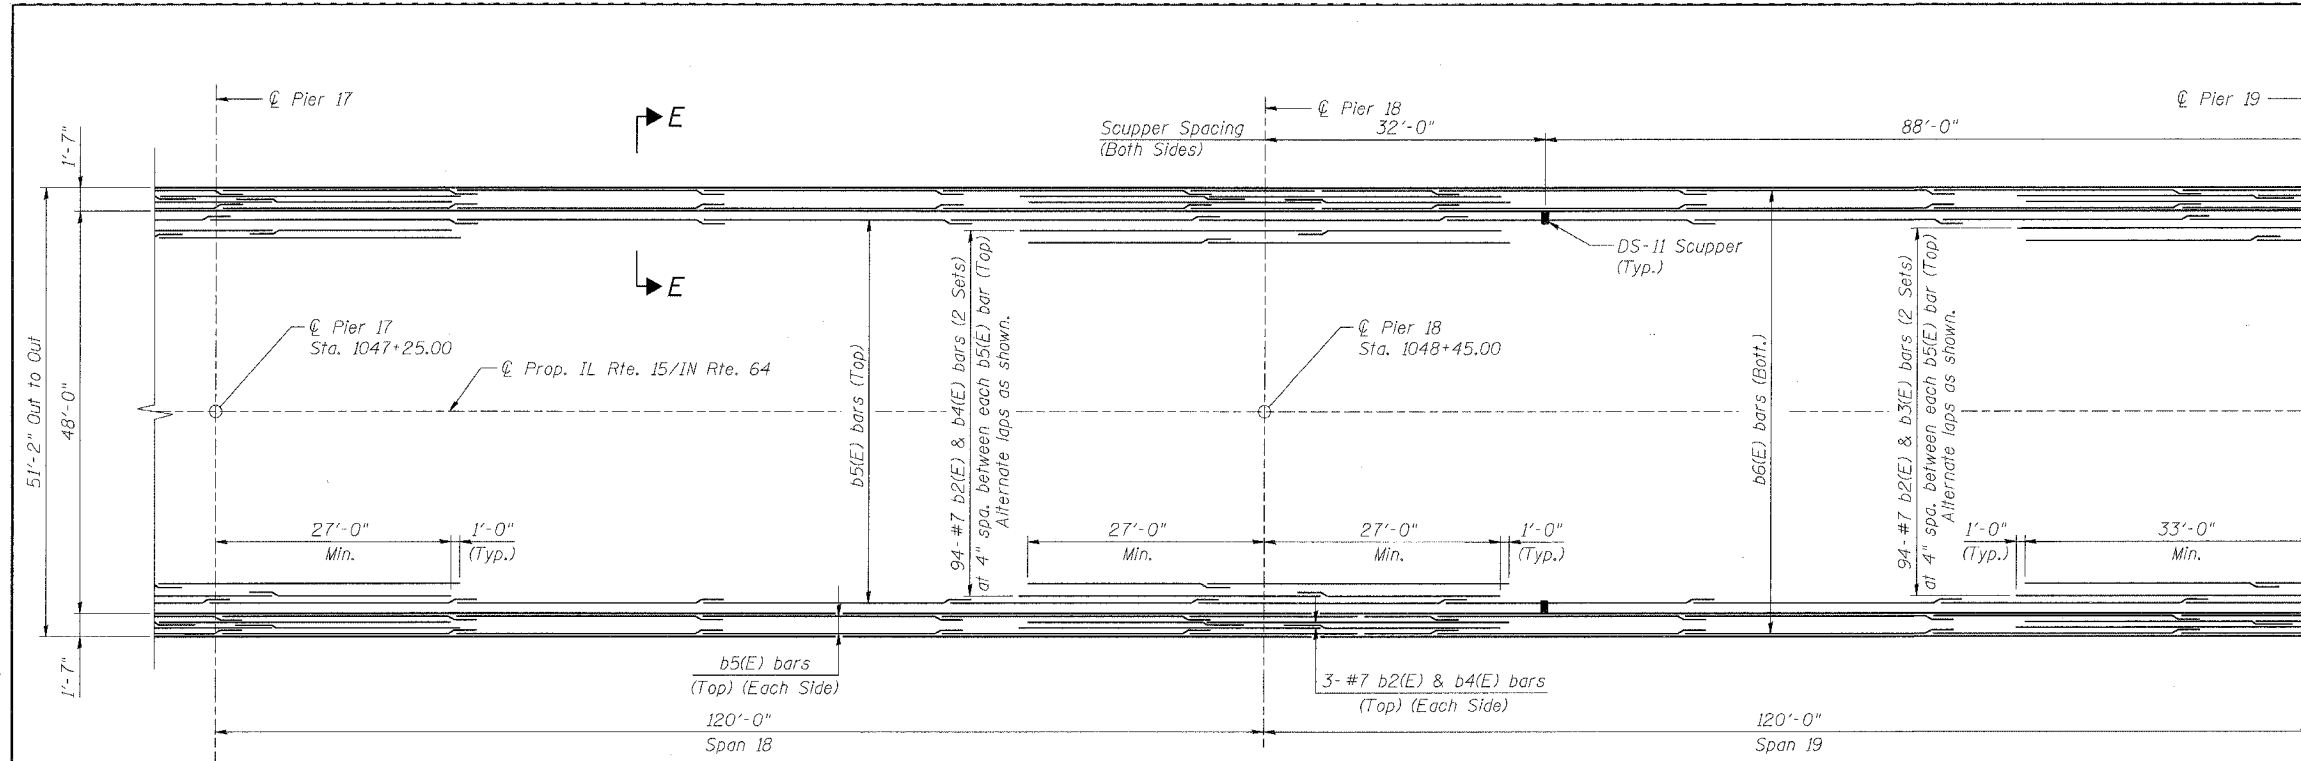 ℄ Pier 17
E
℄ Pier 18
℄ Pier 19
Scupper Spacing
(Both Sides)
32'-0"
88'-0"
1'-7"
DS-11 Scupper
(Typ.)
E
51'-2" Out to Out
48'-0"
℄ Pier 17
Sta. 1047+25.00
℄ Prop. IL Rte. 15/IN Rte. 64
b5(E) bars (Top)
94-#7 b2(E) & b4(E) bars (2 Sets)
at 4" spa. between each b5(E) bar (Top)
Alternate laps as shown.
℄ Pier 18
Sta. 1048+45.00
b6(E) bars (Bott.)
94-#7 b2(E) & b3(E) bars (2 Sets)
at 4" spa. between each b5(E) bar (Top)
Alternate laps as shown.
27'-0"
Min.
1'-0"
(Typ.)
27'-0"
Min.
27'-0"
Min.
1'-0"
(Typ.)
1'-0"
(Typ.)
33'-0"
Min.
1'-7"
b5(E) bars
(Top) (Each Side)
3-#7 b2(E) & b4(E) bars
(Top) (Each Side)
120'-0"
Span 18
120'-0"
Span 19